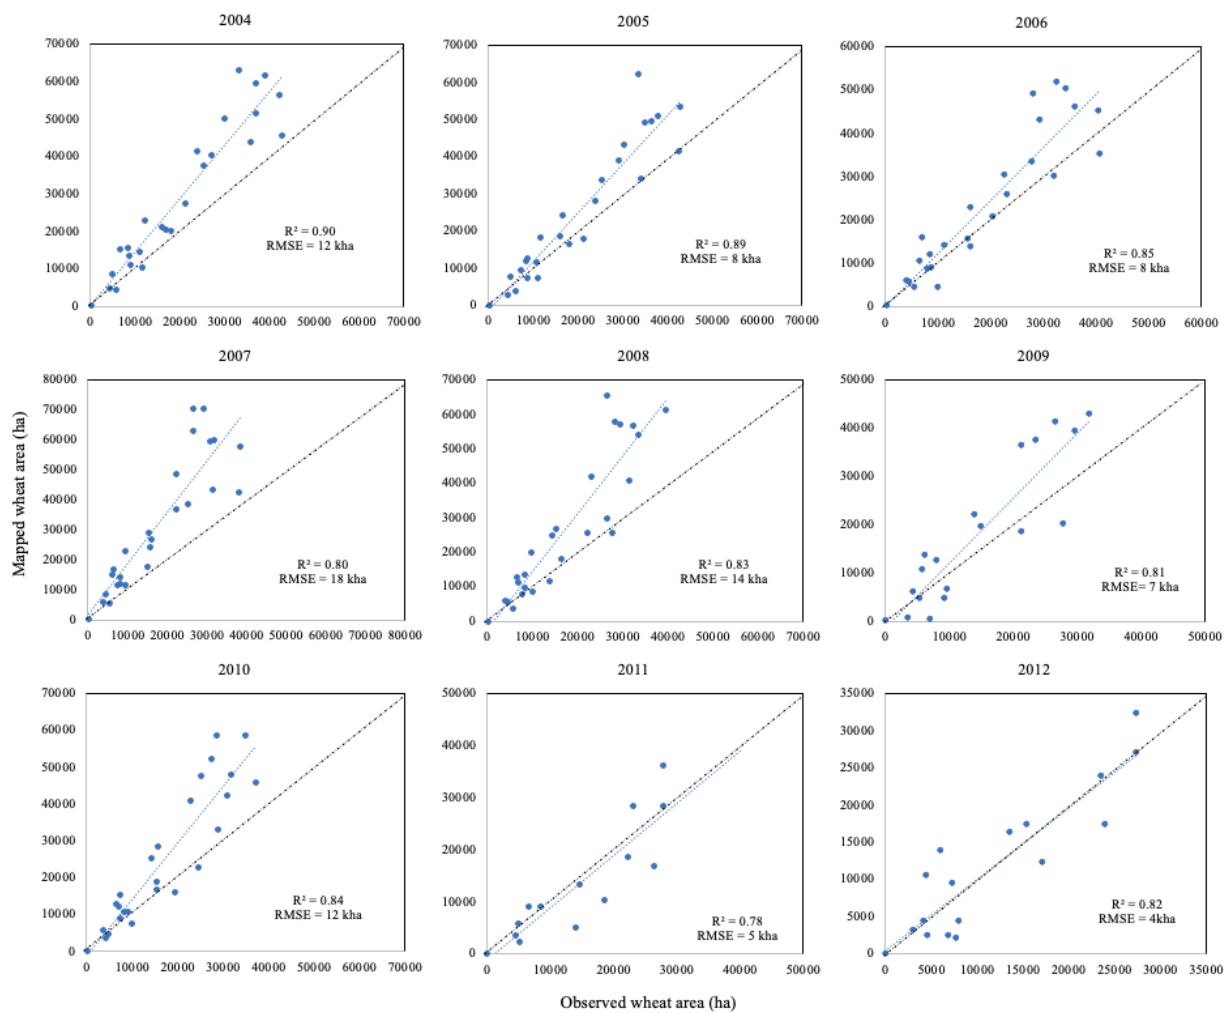 2004
70000
60000
50000
40000
30000
20000
10000
0
0 10000 20000 30000 40000 50000 60000 70000
R² = 0.90
RMSE = 12 kha
2005
70000
60000
50000
40000
30000
20000
10000
0
0 10000 20000 30000 40000 50000 60000 70000
R² = 0.89
RMSE = 8 kha
2006
60000
50000
40000
30000
20000
10000
0
0 10000 20000 30000 40000 50000 60000
R² = 0.85
RMSE = 8 kha
Mapped wheat area (ha)
2007
80000
70000
60000
50000
40000
30000
20000
10000
0
0 10000 20000 30000 40000 50000 60000 70000 80000
R² = 0.80
RMSE = 18 kha
2008
70000
60000
50000
40000
30000
20000
10000
0
0 10000 20000 30000 40000 50000 60000 70000
R² = 0.83
RMSE = 14 kha
2009
50000
40000
30000
20000
10000
0
0 10000 20000 30000 40000 50000
R² = 0.81
RMSE= 7 kha
2010
70000
60000
50000
40000
30000
20000
10000
0
0 10000 20000 30000 40000 50000 60000 70000
R² = 0.84
RMSE = 12 kha
2011
50000
40000
30000
20000
10000
0
0 10000 20000 30000 40000 50000
R² = 0.78
RMSE = 5 kha
2012
35000
30000
25000
20000
15000
10000
5000
0
0 5000 10000 15000 20000 25000 30000 35000
R² = 0.82
RMSE = 4kha
Observed wheat area (ha)